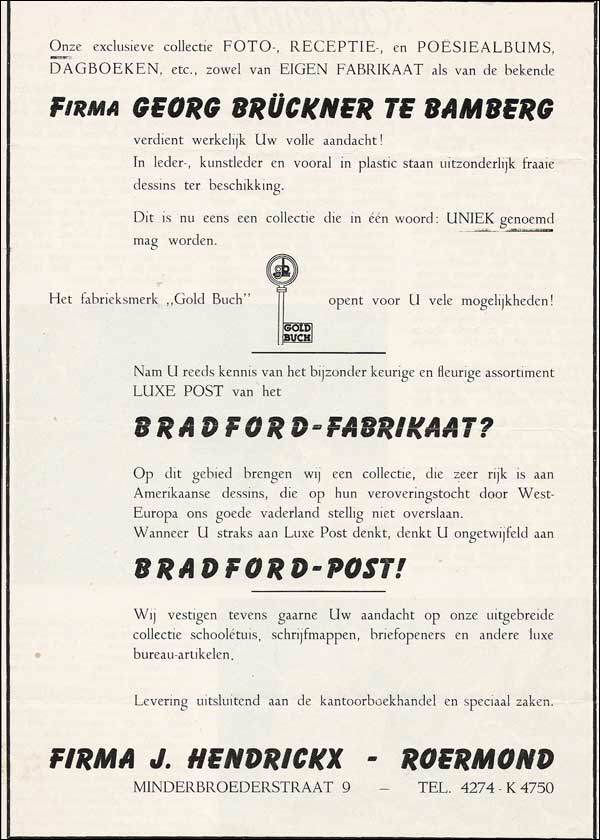 Onze exclusieve collectie FOTO-, RECEPTIE-, en POËSIEALBUMS,
DAGBOEKEN, etc., zowel van EIGEN FABRIKAAT als van de bekende
FIRMA GEORG BRÜCKNER TE BAMBERG
verdient werkelijk Uw volle aandacht!
In leder-, kunstleder en vooral in plastic staan uitzonderlijk fraaie
dessins ter beschikking.
Dit is nu eens een collectie die in één woord: UNIEK genoemd
mag worden.
Het fabrieksmerk „Gold Buch" opent voor U vele mogelijkheden!
GOLD
BUCH
Nam U reeds kennis van het bijzonder keurige en fleurige assortiment
LUXE POST van het
BRADFORD-FABRIKAAT?
Op dit gebied brengen wij een collectie, die zeer rijk is aan
Amerikaanse dessins, die op hun veroveringstocht door West-
Europa ons goede vaderland stellig niet overslaan.
Wanneer U straks aan Luxe Post denkt, denkt U ongetwijfeld aan
BRADFORD-POST!
Wij vestigen tevens gaarne Uw aandacht op onze uitgebreide
collectie schoolétuis, schrijfmappen, briefopeners en andere luxe
bureau-artikelen.
Levering uitsluitend aan de kantoorboekhandel en speciaal zaken.
FIRMA J. HENDRICKX - ROERMOND
MINDERBROEDERSTRAAT 9 – TEL. 4274 - K 4750